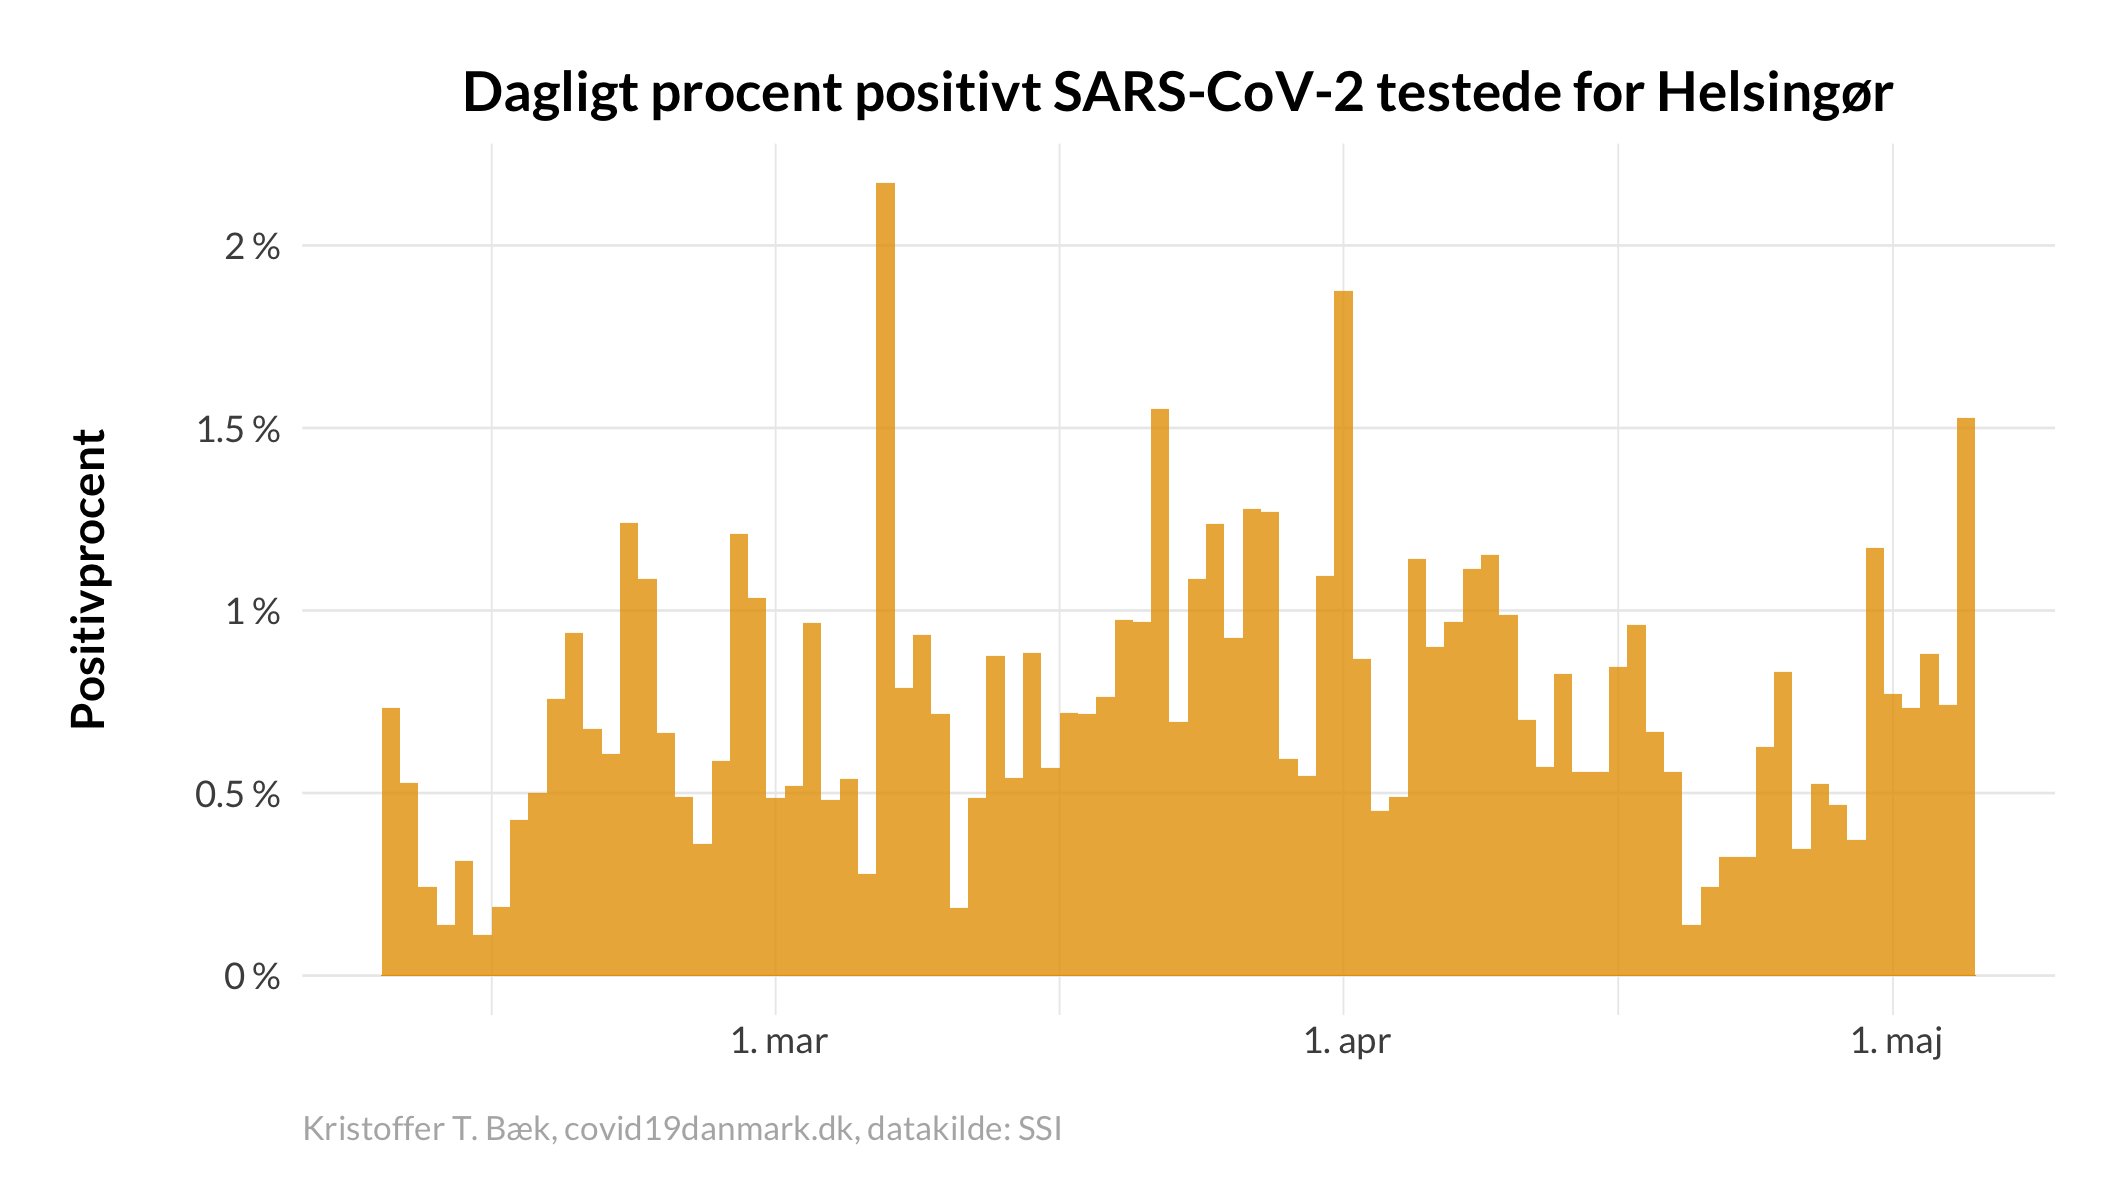 Dagligt procent positivt SARS-CoV-2 testede for Helsingør
Positivprocent
2 %
1.5 %
1 %
0.5 %
0 %
1. mar
1. apr
1. maj
Kristoffer T. Bæk, covid19danmark.dk, datakilde: SSI